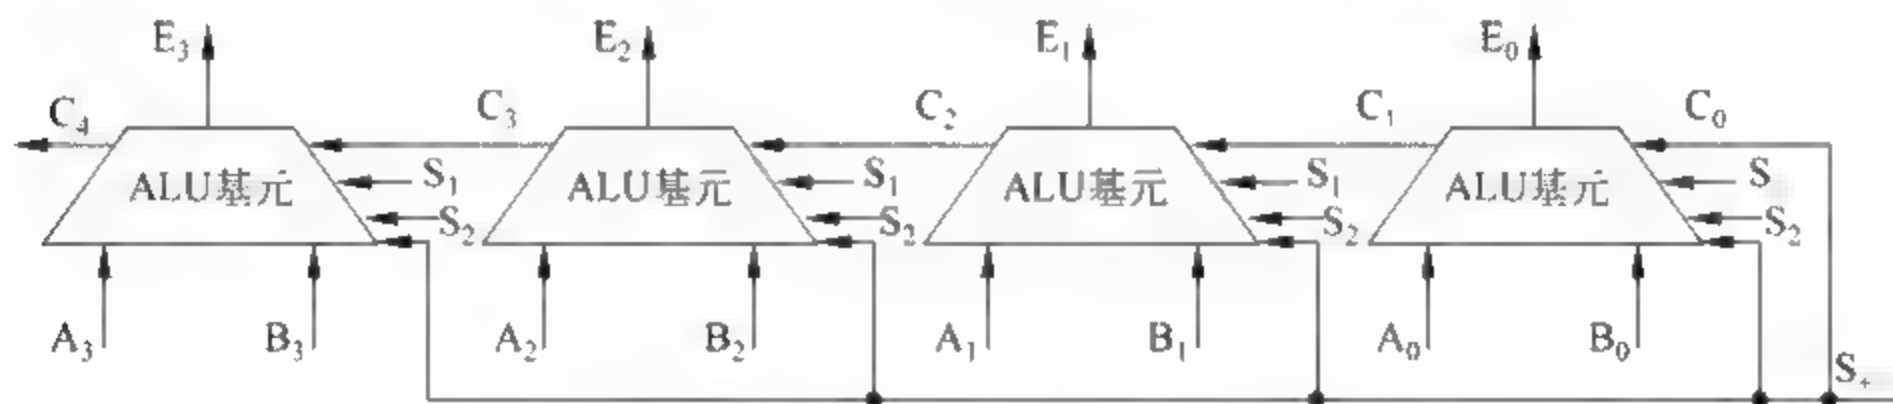 E₃ E₂ E₁ E₀
C₄ C₃ C₂ C₁ C₀
ALU基元 S₁ ALU基元 S₁ ALU基元 S₁ ALU基元 S
S₂ S₂ S₂ S₂
A₃ B₃ A₂ B₂ A₁ B₁ A₀ B₀
S